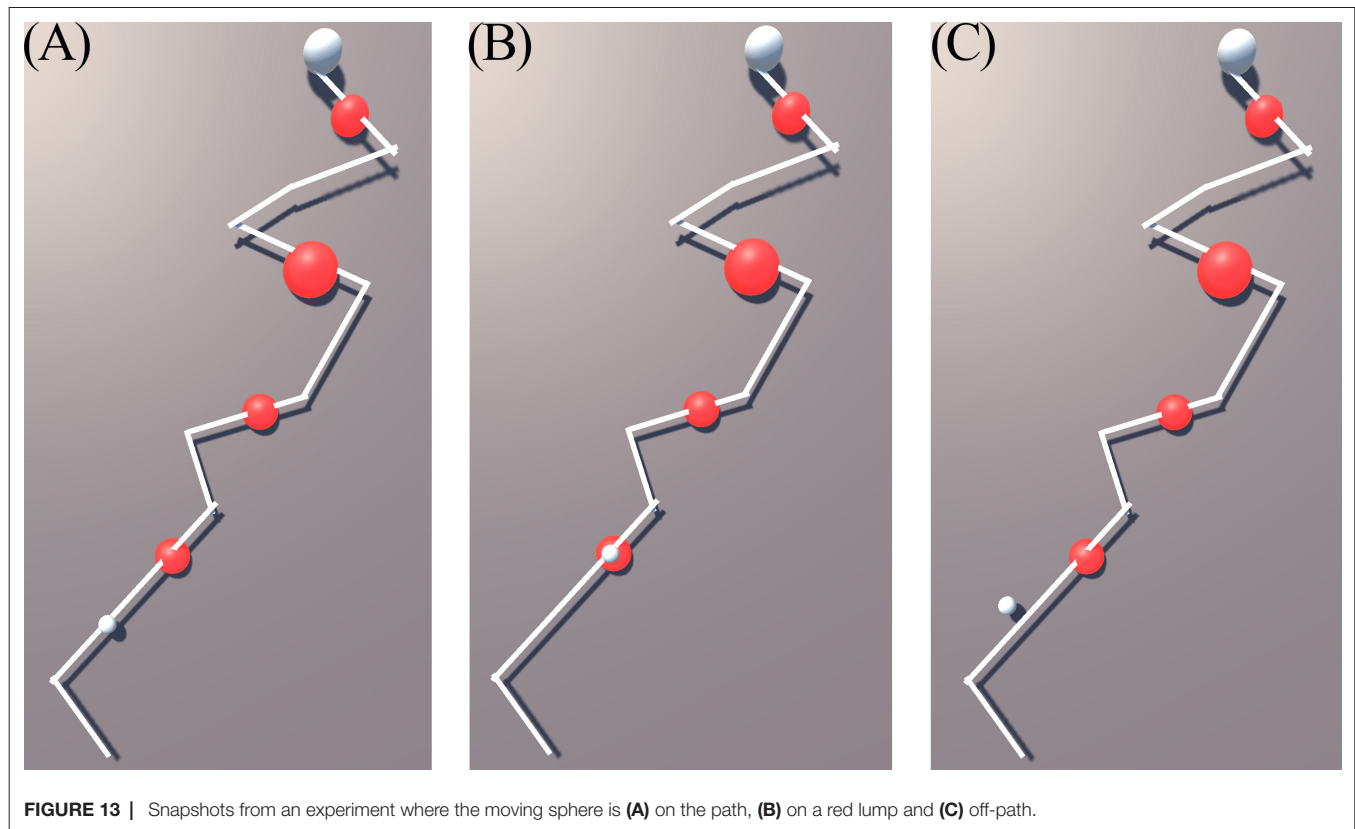 (A) (B) (C)
FIGURE 13 | Snapshots from an experiment where the moving sphere is (A) on the path, (B) on a red lump and (C) off-path.